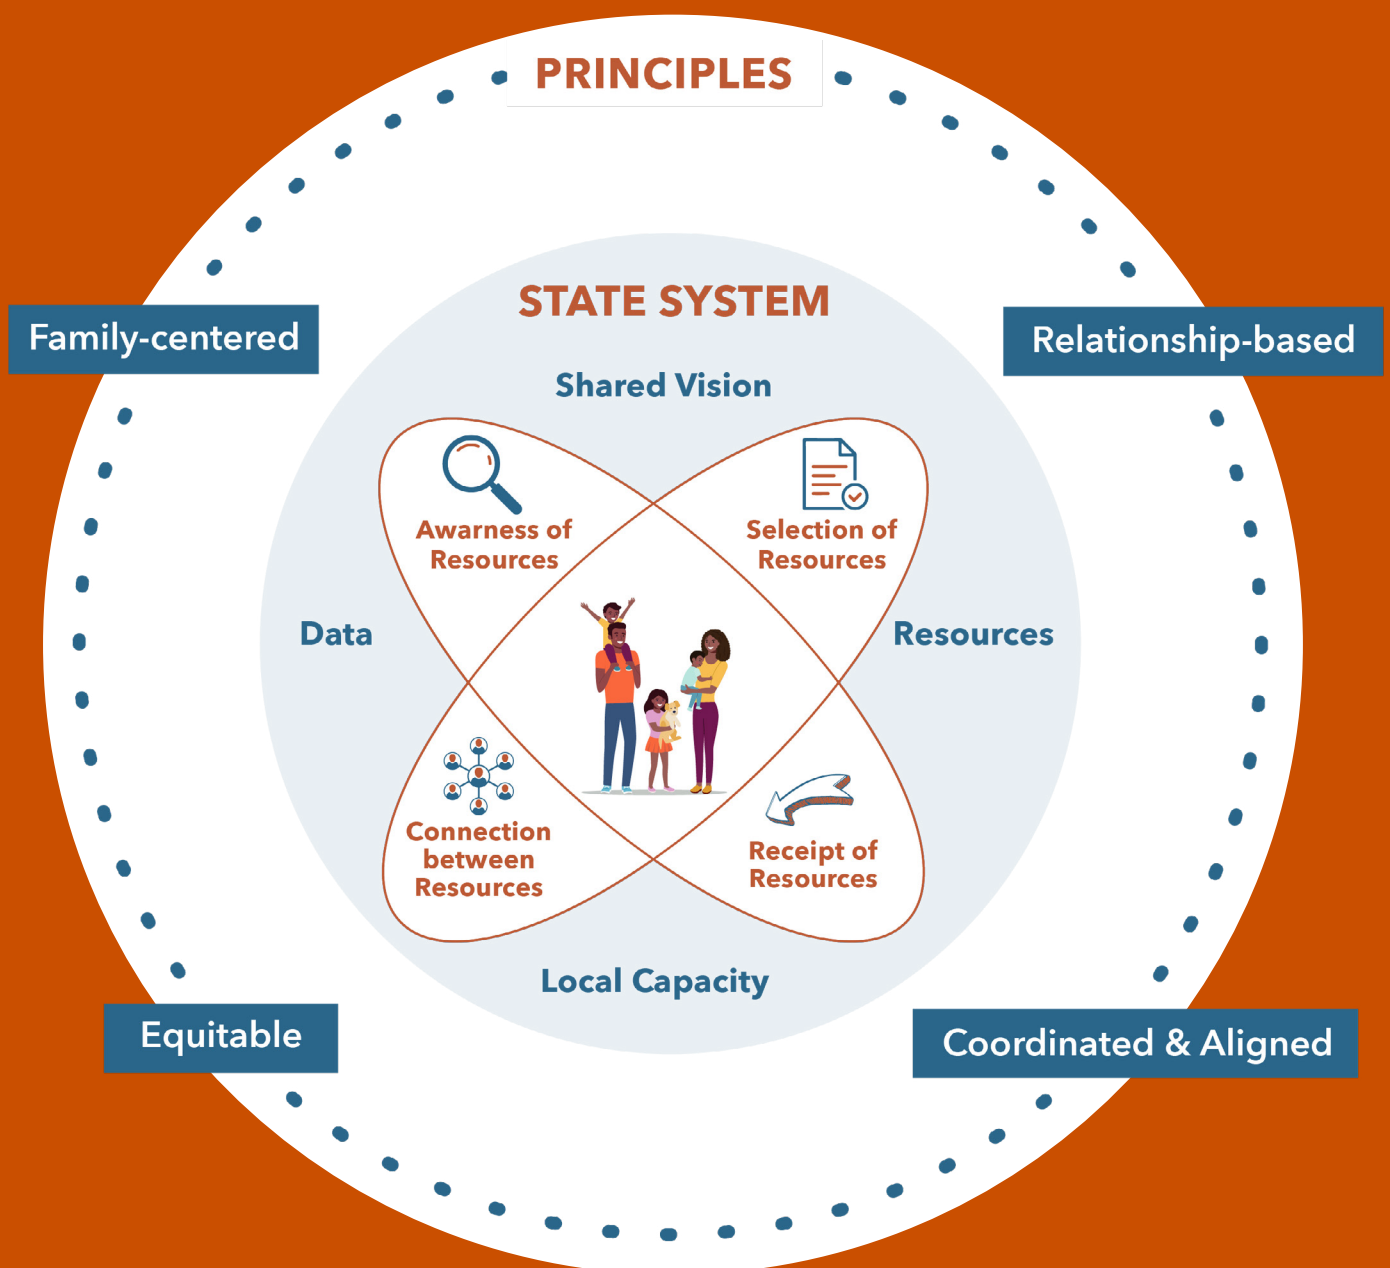 PRINCIPLES
Family-centered
Relationship-based
STATE SYSTEM
Shared Vision
Awarness of
Resources
Selection of
Resources
Data
Resources
Connection
between
Resources
Receipt of
Resources
Local Capacity
Equitable
Coordinated & Aligned